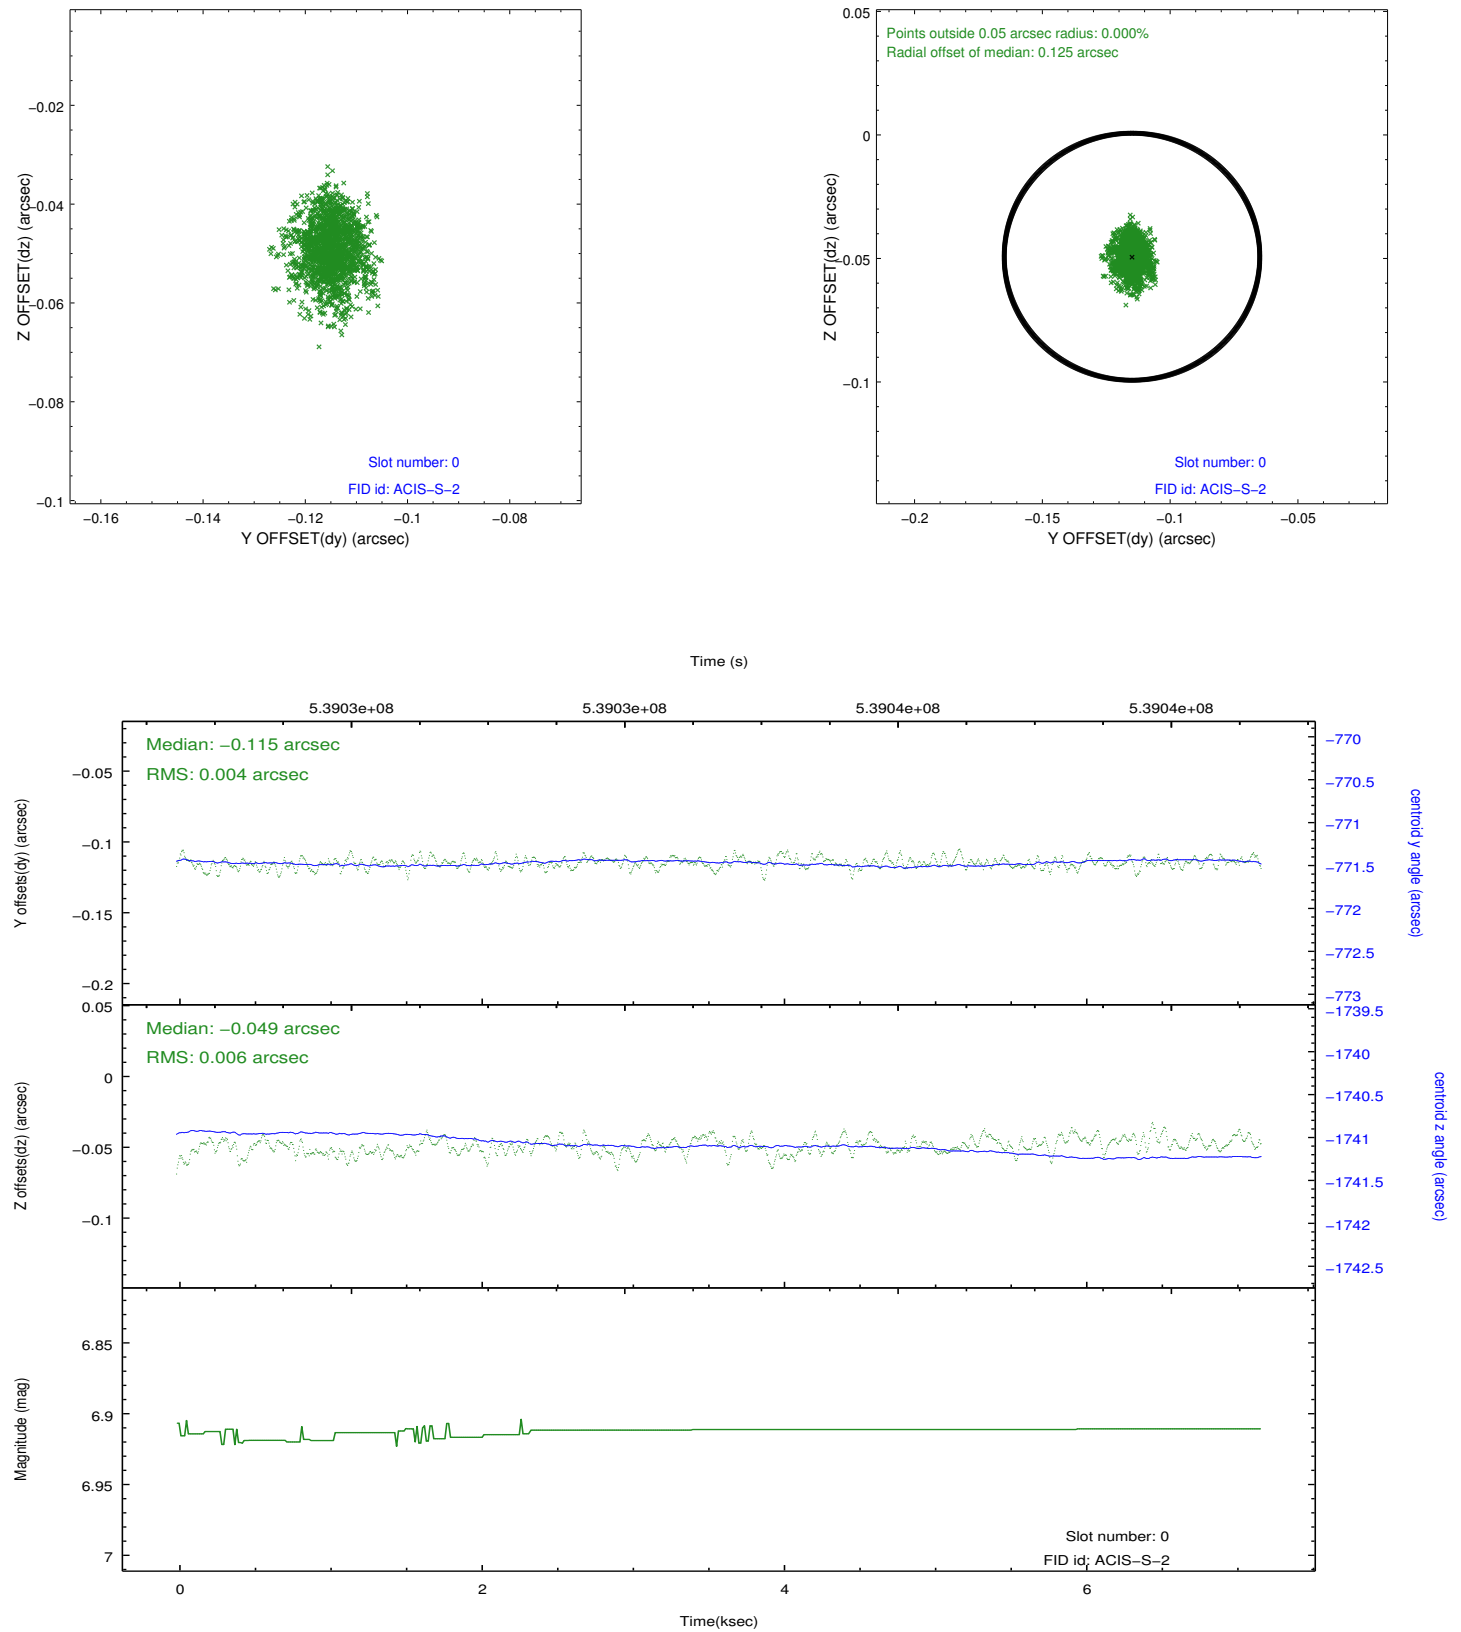 −0.02
−0.04
−0.06
−0.08
−0.1
Z OFFSET(dz) (arcsec)
Slot number: 0
FID id: ACIS−S−2
−0.16 −0.14 −0.12 −0.1 −0.08
Y OFFSET(dy) (arcsec)
0.05
0
−0.05
−0.1
Z OFFSET(dz) (arcsec)
Points outside 0.05 arcsec radius: 0.000%
Radial offset of median: 0.125 arcsec
Slot number: 0
FID id: ACIS−S−2
−0.2 −0.15 −0.1 −0.05
Y OFFSET(dy) (arcsec)
Time (s)
5.3903e+08 5.3903e+08 5.3904e+08 5.3904e+08
Median: −0.115 arcsec
RMS: 0.004 arcsec
−0.05
−0.1
−0.15
−0.2
Y offsets(dy) (arcsec)
−770
−770.5
−771
−771.5
−772
−772.5
−773
centroid y angle (arcsec)
Median: −0.049 arcsec
RMS: 0.006 arcsec
0.05
0
−0.05
−0.1
Z offsets(dz) (arcsec)
−1739.5
−1740
−1740.5
−1741
−1741.5
−1742
−1742.5
centroid z angle (arcsec)
6.85
6.9
6.95
7
Magnitude (mag)
Slot number: 0
FID id: ACIS−S−2
0 2 4 6
Time(ksec)